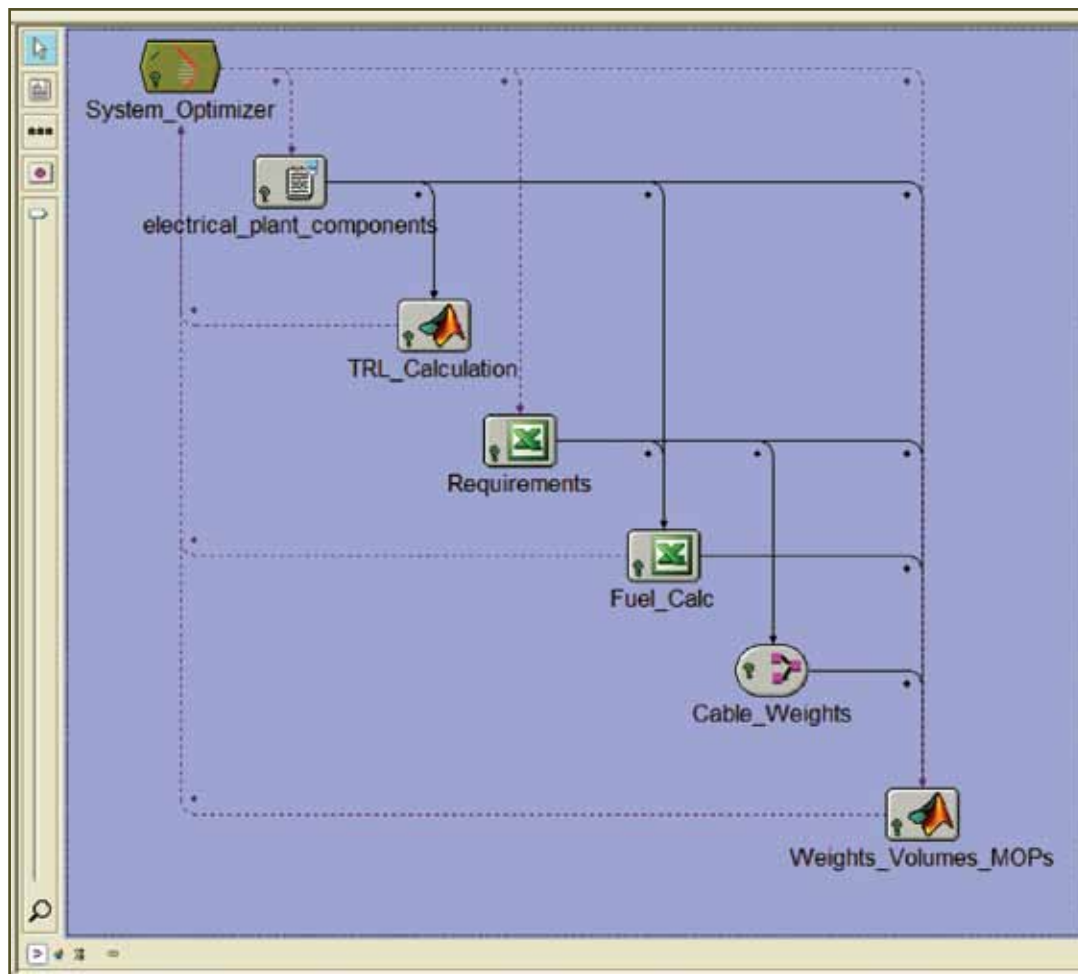 System_Optimizer
electrical_plant_components
TRL_Calculation
Requirements
Fuel_Calc
Cable_Weights
Weights_Volumes_MOPs